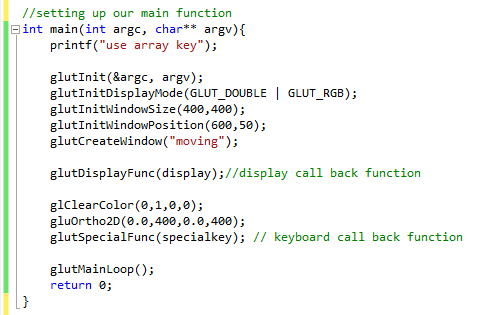 //setting up our main function
int main(int argc, char** argv){
printf("use array key");
glutInit(&argc, argv);
glutInitDisplayMode(GLUT_DOUBLE | GLUT_RGB);
glutInitWindowSize(400,400);
glutInitWindowPosition(600,50);
glutCreateWindow("moving");
glutDisplayFunc(display);//display call back function
glClearColor(0,1,0,0);
gluOrtho2D(0.0,400,0.0,400);
glutSpecialFunc(specialkey); // keyboard call back function
glutMainLoop();
return 0;
}